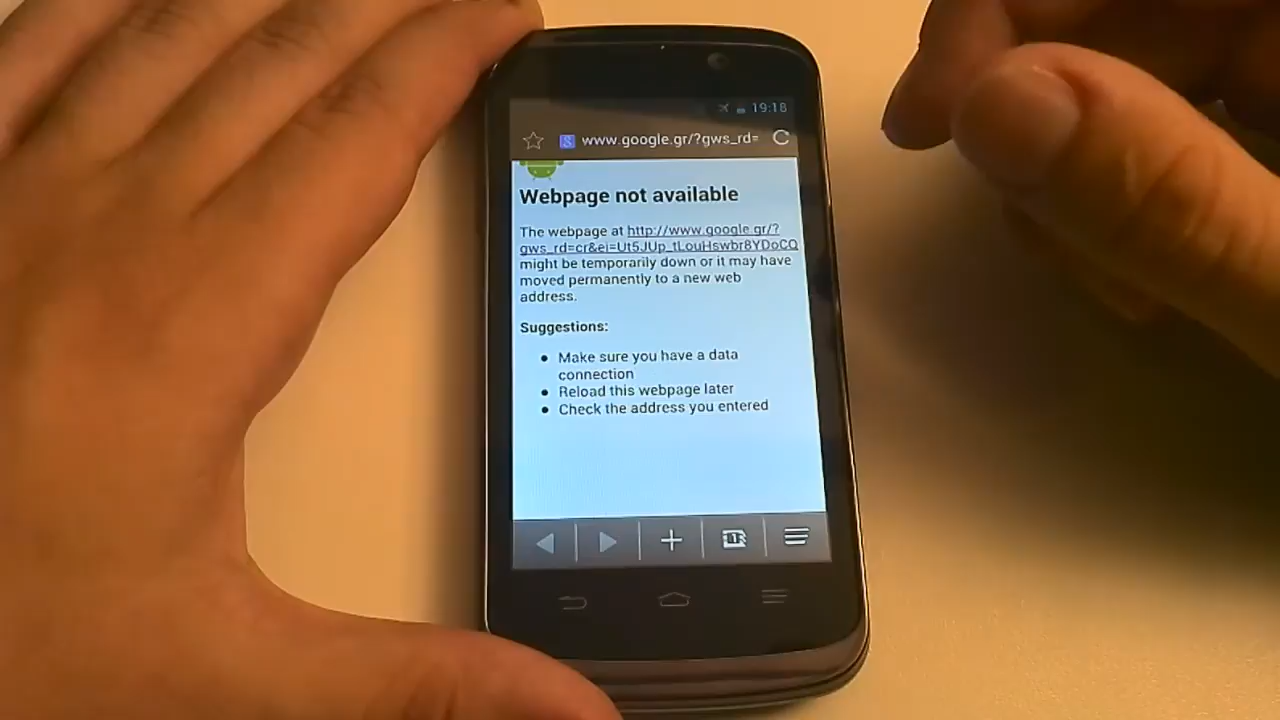 19:18
www.google.gr/?gws_rd=
Webpage not available
The webpage at http://www.google.gr/?
gws_rd=cr&ei=Ut5JUp_tLouHswbr8YDoCQ
might be temporarily down or it may have
moved permanently to a new web
address.
Suggestions:
• Make sure you have a data
connection
• Reload this webpage later
• Check the address you entered
1